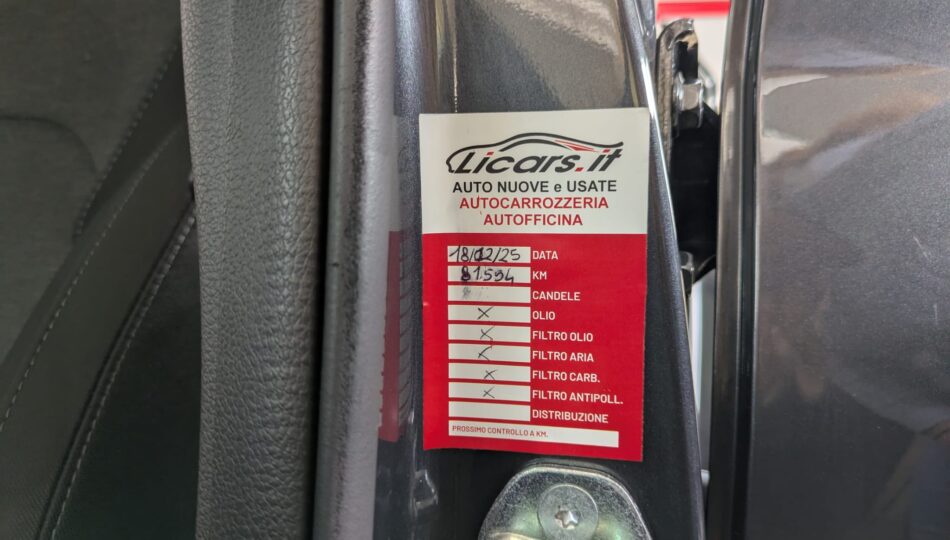 Licars.it
AUTO NUOVE e USATE
AUTOCARROZZERIA
AUTOFFICINA
18/12/25 DATA
81.594 KM
CANDELE
X OLIO
X FILTRO OLIO
X FILTRO ARIA
X FILTRO CARB.
X FILTRO ANTIPOLL.
DISTRIBUZIONE
PROSSIMO CONTROLLO A KM.